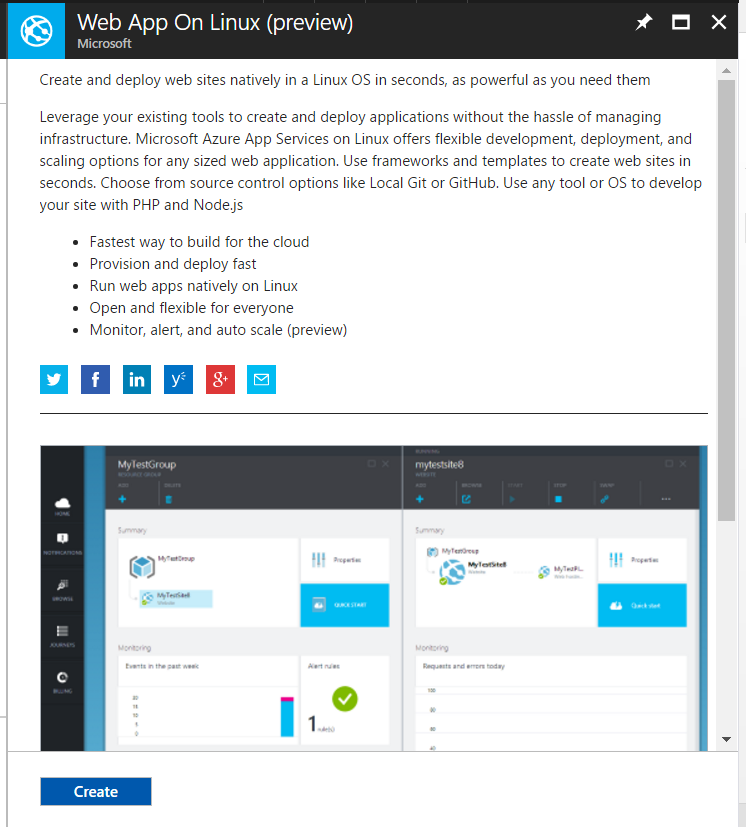 Web App On Linux (preview)
Microsoft
Create and deploy web sites natively in a Linux OS in seconds, as powerful as you need them
Leverage your existing tools to create and deploy applications without the hassle of managing
infrastructure. Microsoft Azure App Services on Linux offers flexible development, deployment, and
scaling options for any sized web application. Use frameworks and templates to create web sites in
seconds. Choose from source control options like Local Git or GitHub. Use any tool or OS to develop
your site with PHP and Node.js
Fastest way to build for the cloud
Provision and deploy fast
Run web apps natively on Linux
Open and flexible for everyone
Monitor, alert, and auto scale (preview)
MyTestGroup
RESOURCE GROUP
ADD DELETE
HOME
NOTIFICATIONS
BROWSE
JOURNEYS
BILLING
Summary
MyTestGroup
MyTestSite8
Website
Properties
QUICK START
Monitoring
Events in the past week
20
15
10
5
0
Alert rules
1 rule(s)
RUNNING
mytestsite8
WEBSITE
ADD BROWSE START STOP SWAP
Summary
MyTestGroup
MyTestSite8
Website
MyTestPl...
Properties
Quick start
Monitoring
Requests and errors today
100
80
60
40
Create